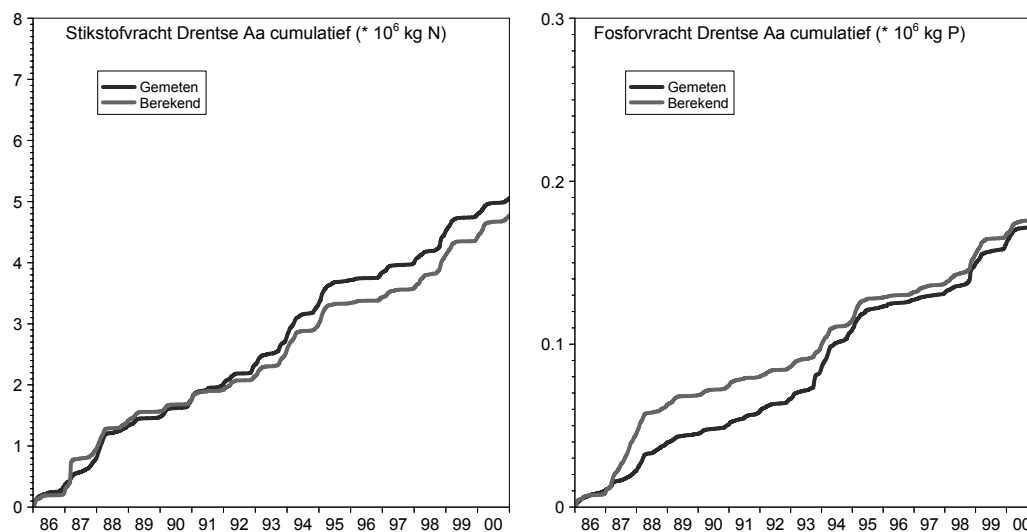 Stikstofvracht Drentse Aa cumulatief (* 10⁶ kg N)
Gemeten
Berekend
8
7
6
5
4
3
2
1
0
86 87 88 89 90 91 92 93 94 95 96 97 98 99 00
Fosforvracht Drentse Aa cumulatief (* 10⁶ kg P)
Gemeten
Berekend
0.3
0.2
0.1
0
86 87 88 89 90 91 92 93 94 95 96 97 98 99 00